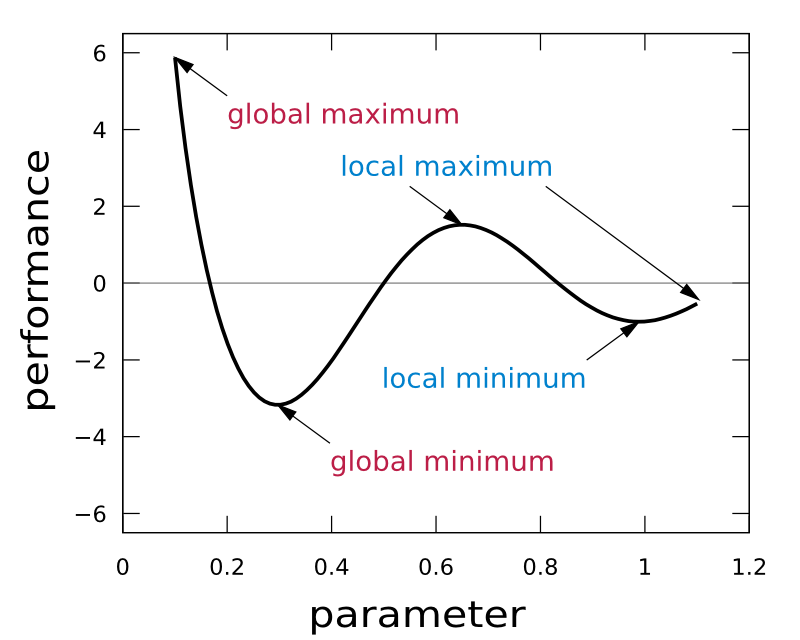 6
4
2
0
−2
−4
−6
0 0.2 0.4 0.6 0.8 1 1.2
performance
parameter
global maximum
local maximum
local minimum
global minimum